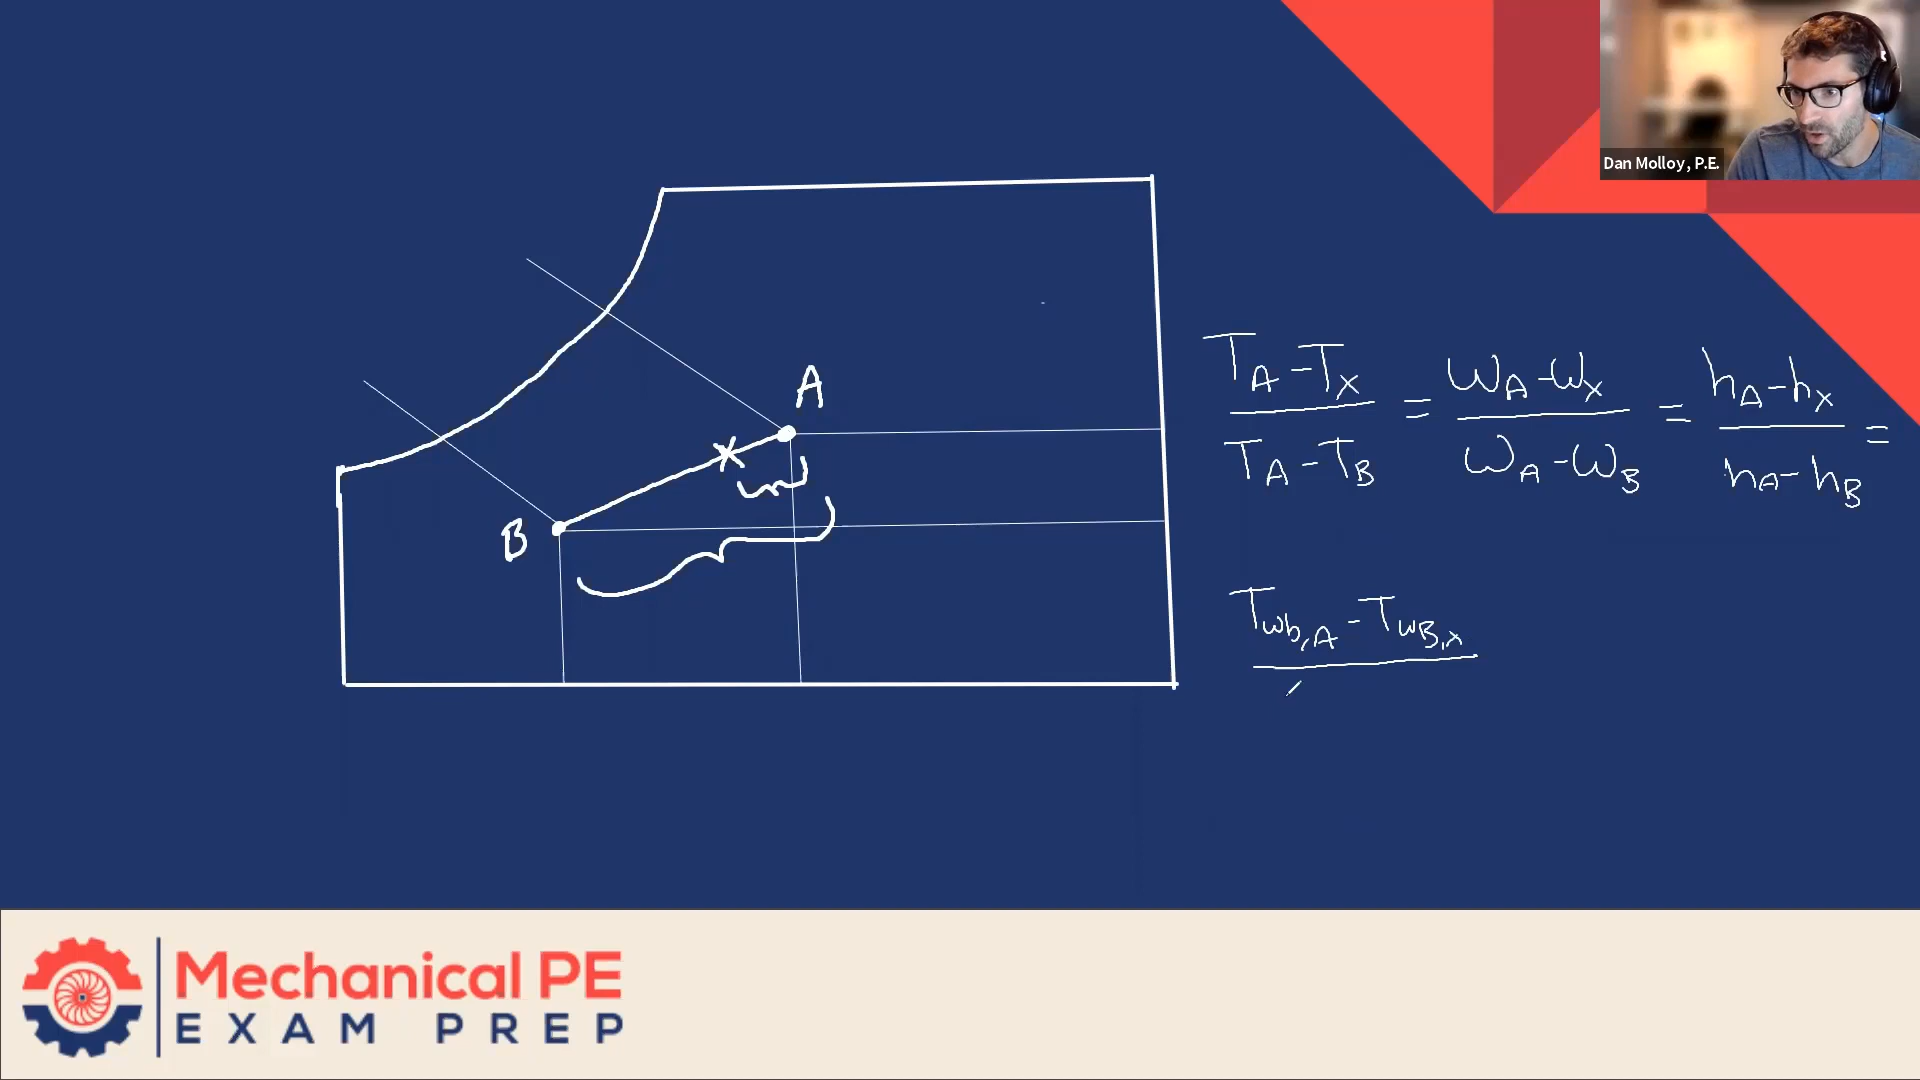 Dan Molloy, P.E.
A
B
T_A - T_X / T_A - T_B = ω_A - ω_X / ω_A - ω_B = h_A - h_X / h_A - h_B =
T_wb,A - T_wB,x
Mechanical PE
EXAM PREP